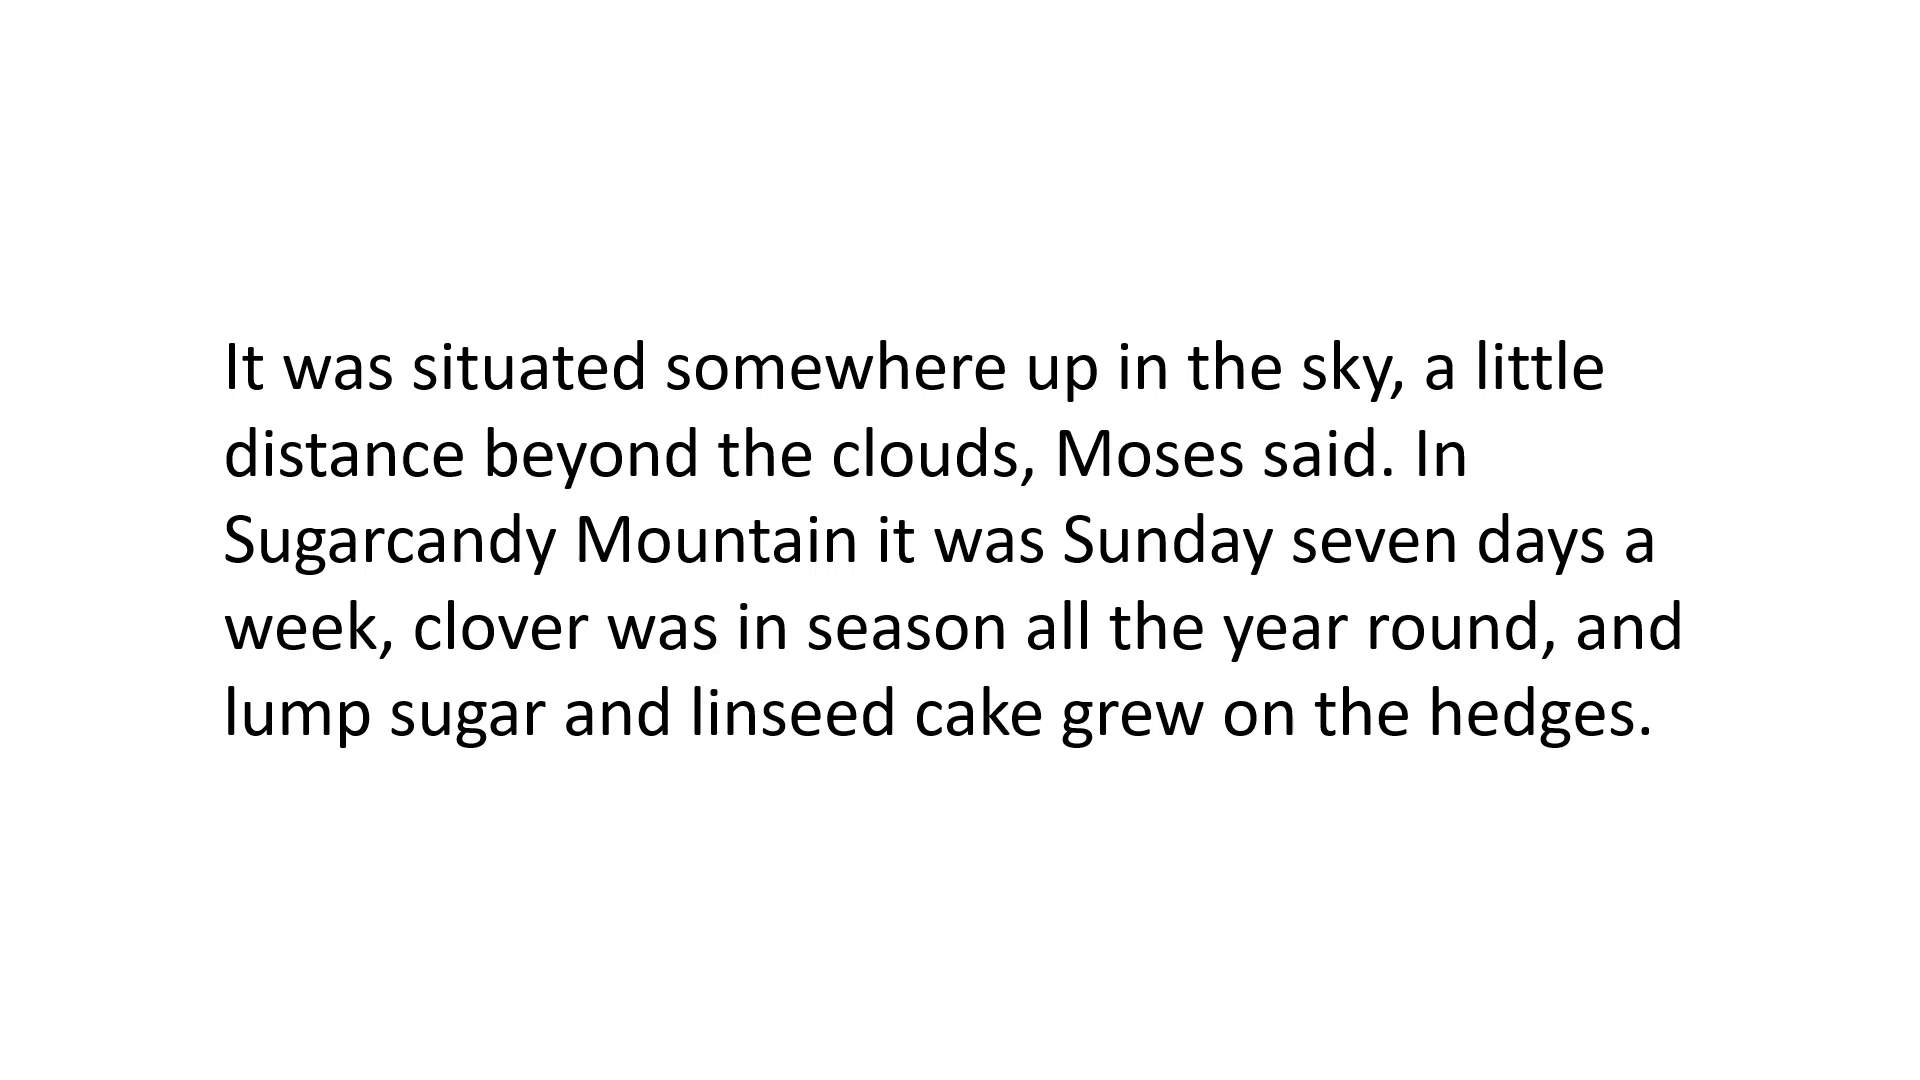 It was situated somewhere up in the sky, a little
distance beyond the clouds, Moses said. In
Sugarcandy Mountain it was Sunday seven days a
week, clover was in season all the year round, and
lump sugar and linseed cake grew on the hedges.